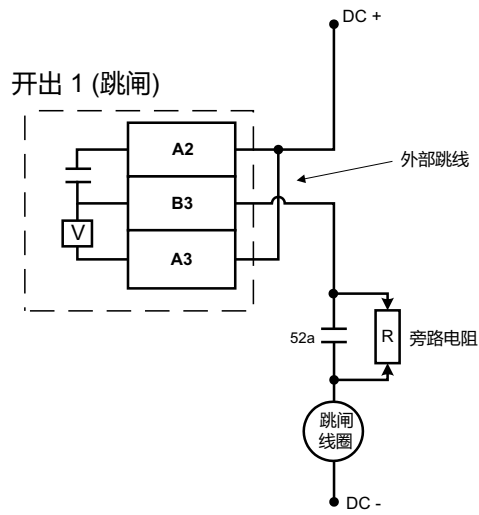 DC +
开出 1 (跳闸)
A2
外部跳线
B3
V
A3
52a
R
旁路电阻
跳闸
线圈
DC -